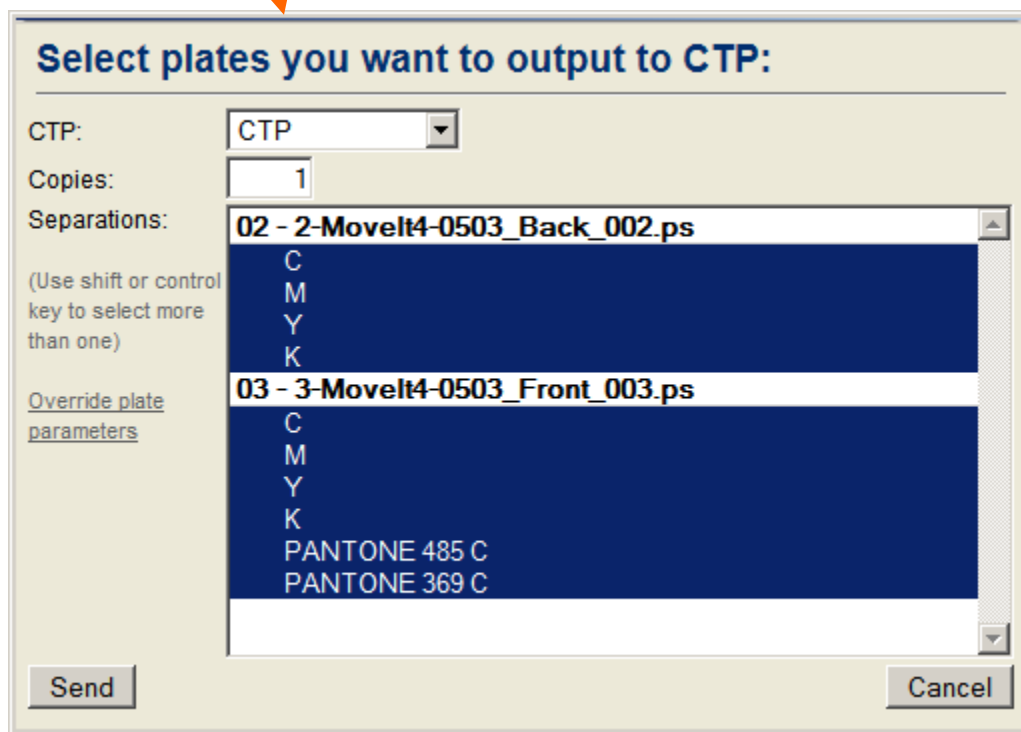 Select plates you want to output to CTP:
CTP:
CTP
Copies:
1
Separations:
(Use shift or control
key to select more
than one)
Override plate
parameters
02 - 2-MoveIt4-0503_Back_002.ps
C
M
Y
K
03 - 3-MoveIt4-0503_Front_003.ps
C
M
Y
K
PANTONE 485 C
PANTONE 369 C
Send
Cancel